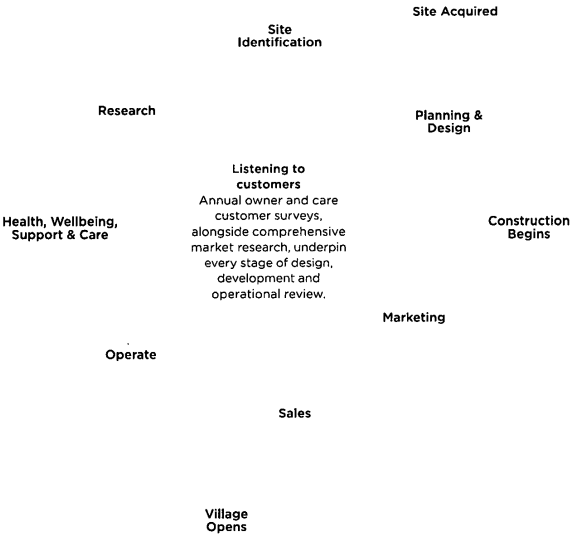 Site Acquired
Site
Identification
Research
Planning &
Design
Listening to
customers
Annual owner and care
customer surveys,
alongside comprehensive
market research, underpin
every stage of design,
development and
operational review.
Health, Wellbeing,
Support & Care
Construction
Begins
Marketing
Operate
Sales
Village
Opens